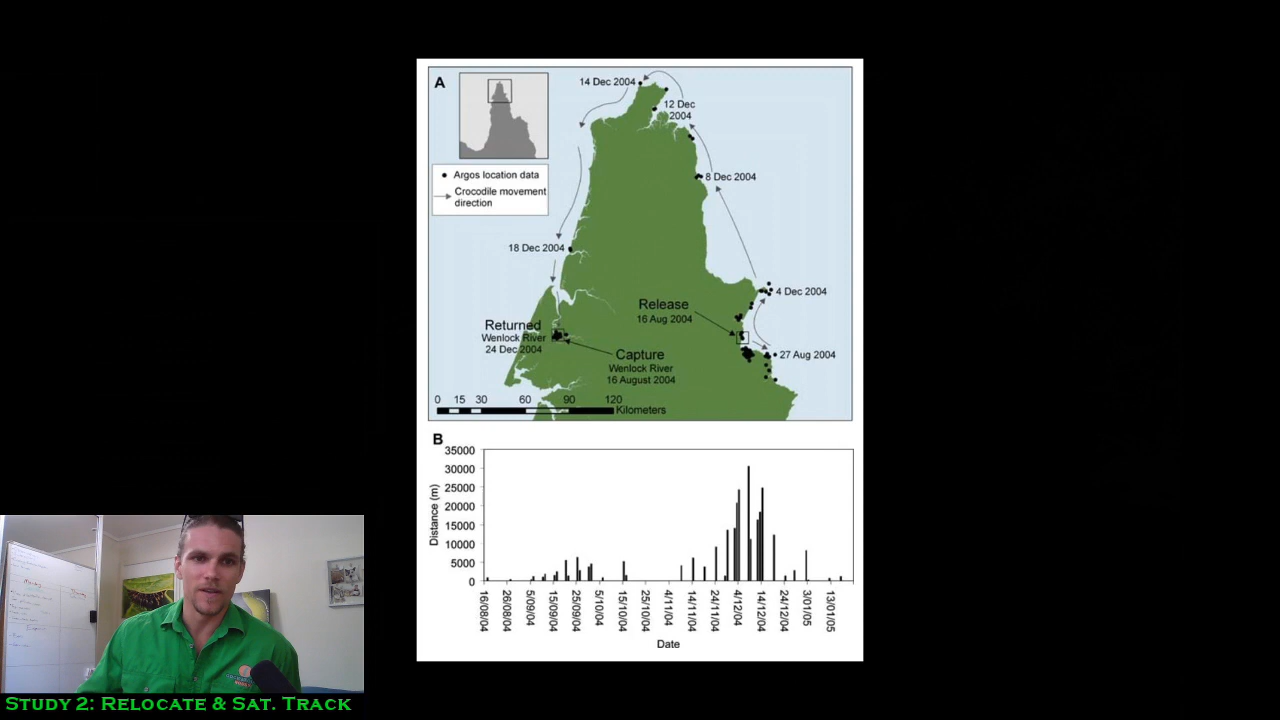 A
14 Dec 2004
12 Dec
2004
Argos location data
Crocodile movement
direction
8 Dec 2004
18 Dec 2004
4 Dec 2004
Release
16 Aug 2004
Returned
Wenlock River
24 Dec 2004
Capture
Wenlock River
16 August 2004
27 Aug 2004
0 15 30 60 90 120
Kilometers
B
35000
30000
25000
20000
15000
10000
5000
0
Distance (m)
16/08/04 26/08/04 5/09/04 15/09/04 25/09/04 5/10/04 15/10/04 25/10/04 4/11/04 14/11/04 24/11/04 4/12/04 14/12/04 24/12/04 3/01/05 13/01/05
Date
Study 2: Relocate & Sat. Track